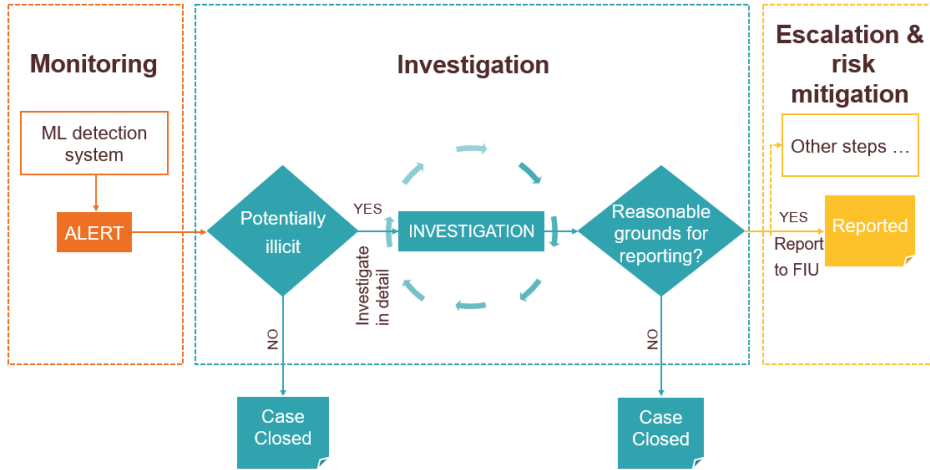 Monitoring
ML detection
system
ALERT
Investigation
Potentially
illicit
YES
Investigate
in detail
INVESTIGATION
Reasonable
grounds for
reporting?
NO
NO
Case
Closed
Case
Closed
Escalation &
risk
mitigation
Other steps ...
YES
Report
to FIU
Reported